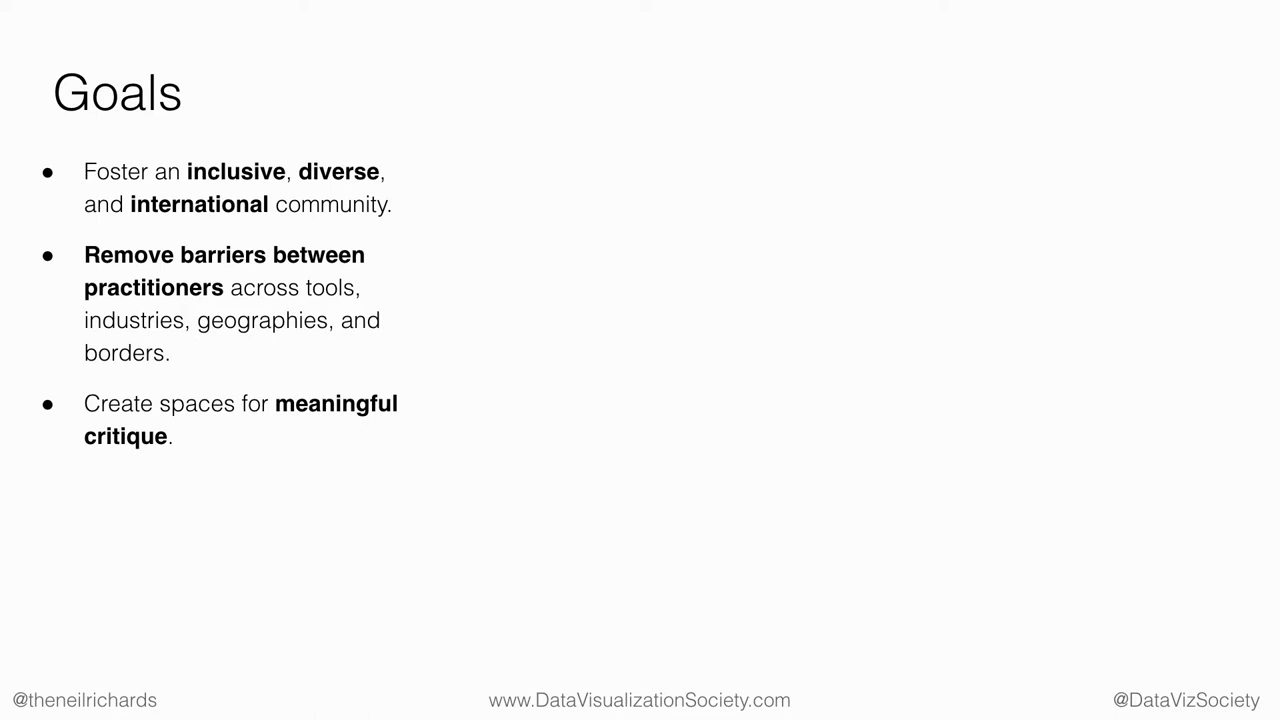 Goals
● Foster an inclusive, diverse,
and international community.
● Remove barriers between
practitioners across tools,
industries, geographies, and
borders.
● Create spaces for meaningful
critique.
@theneilrichards
www.DataVisualizationSociety.com
@DataVizSociety